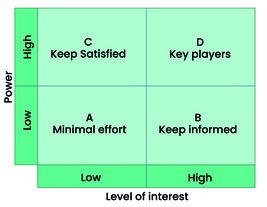 Power
High
C
Keep Satisfied
D
Key players
Low
A
Minimal effort
B
Keep informed
Low
High
Level of interest